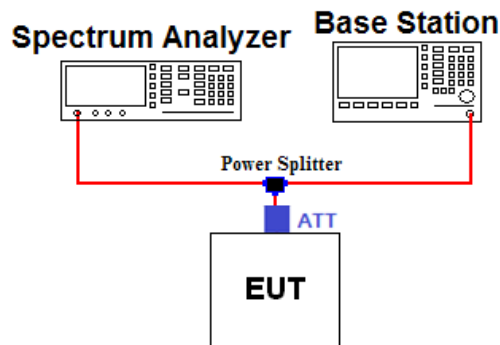 Spectrum Analyzer
Base Station
Power Splitter
ATT
EUT